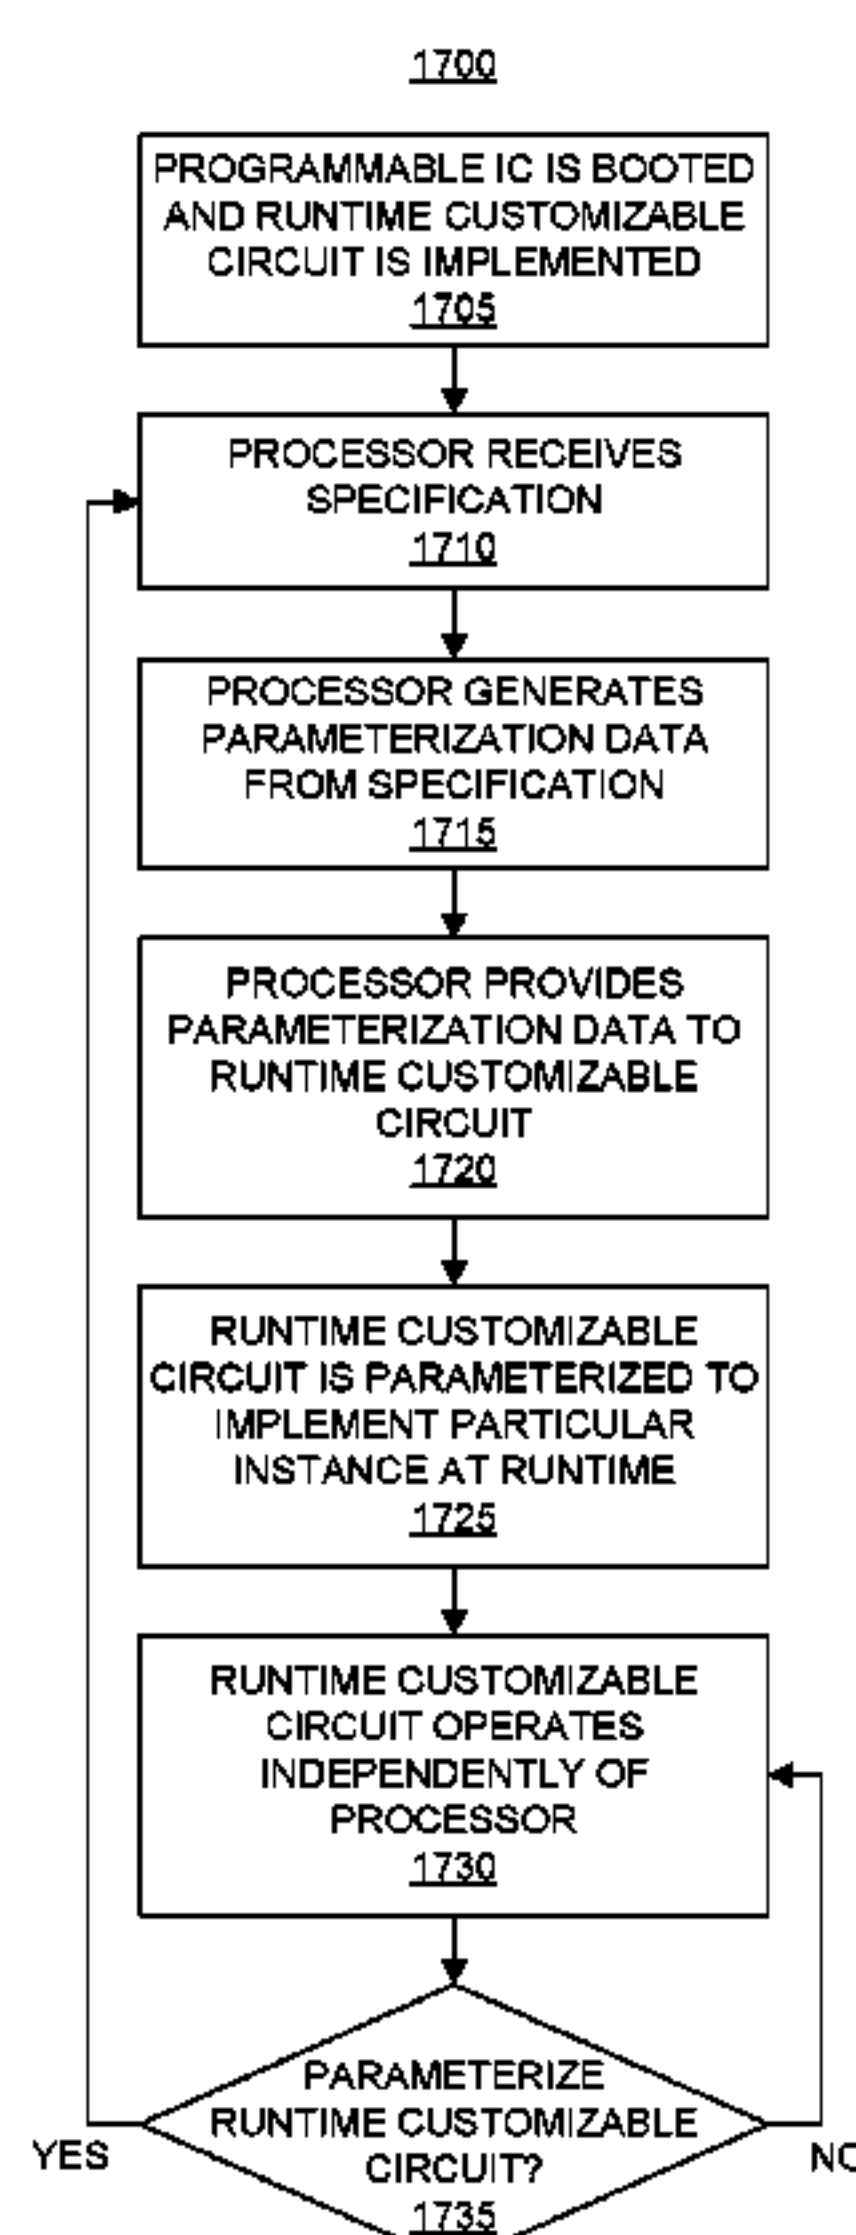 1700
PROGRAMMABLE IC IS BOOTED
AND RUNTIME CUSTOMIZABLE
CIRCUIT IS IMPLEMENTED
1705
PROCESSOR RECEIVES
SPECIFICATION
1710
PROCESSOR GENERATES
PARAMETERIZATION DATA
FROM SPECIFICATION
1715
PROCESSOR PROVIDES
PARAMETERIZATION DATA TO
RUNTIME CUSTOMIZABLE
CIRCUIT
1720
RUNTIME CUSTOMIZABLE
CIRCUIT IS PARAMETERIZED TO
IMPLEMENT PARTICULAR
INSTANCE AT RUNTIME
1725
RUNTIME CUSTOMIZABLE
CIRCUIT OPERATES
INDEPENDENTLY OF
PROCESSOR
1730
PARAMETERIZE
RUNTIME CUSTOMIZABLE
CIRCUIT?
1735
YES
NO